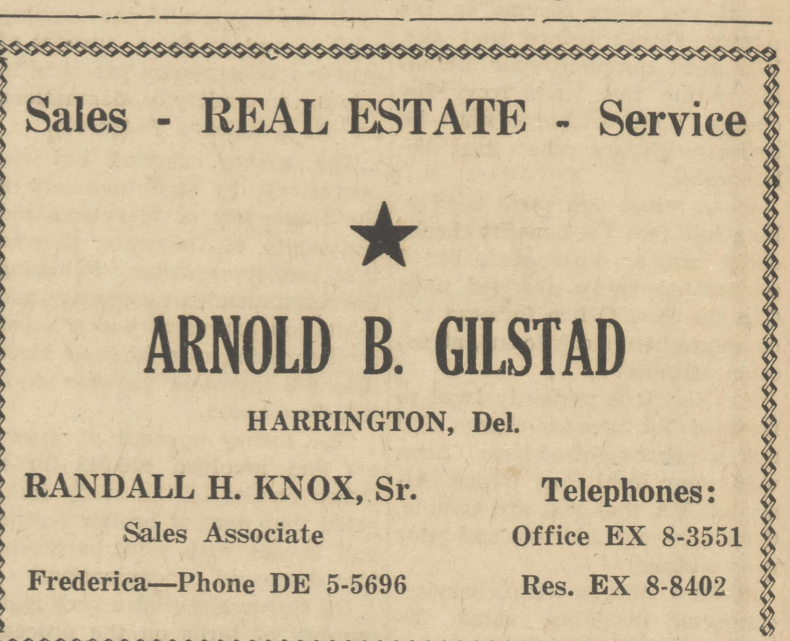 Sales - REAL ESTATE - Service
ARNOLD B. GILSTAD
HARRINGTON, Del.
RANDALL H. KNOX, Sr.
Sales Associate
Frederica—Phone DE 5-5696
Telephones:
Office EX 8-3551
Res. EX 8-8402